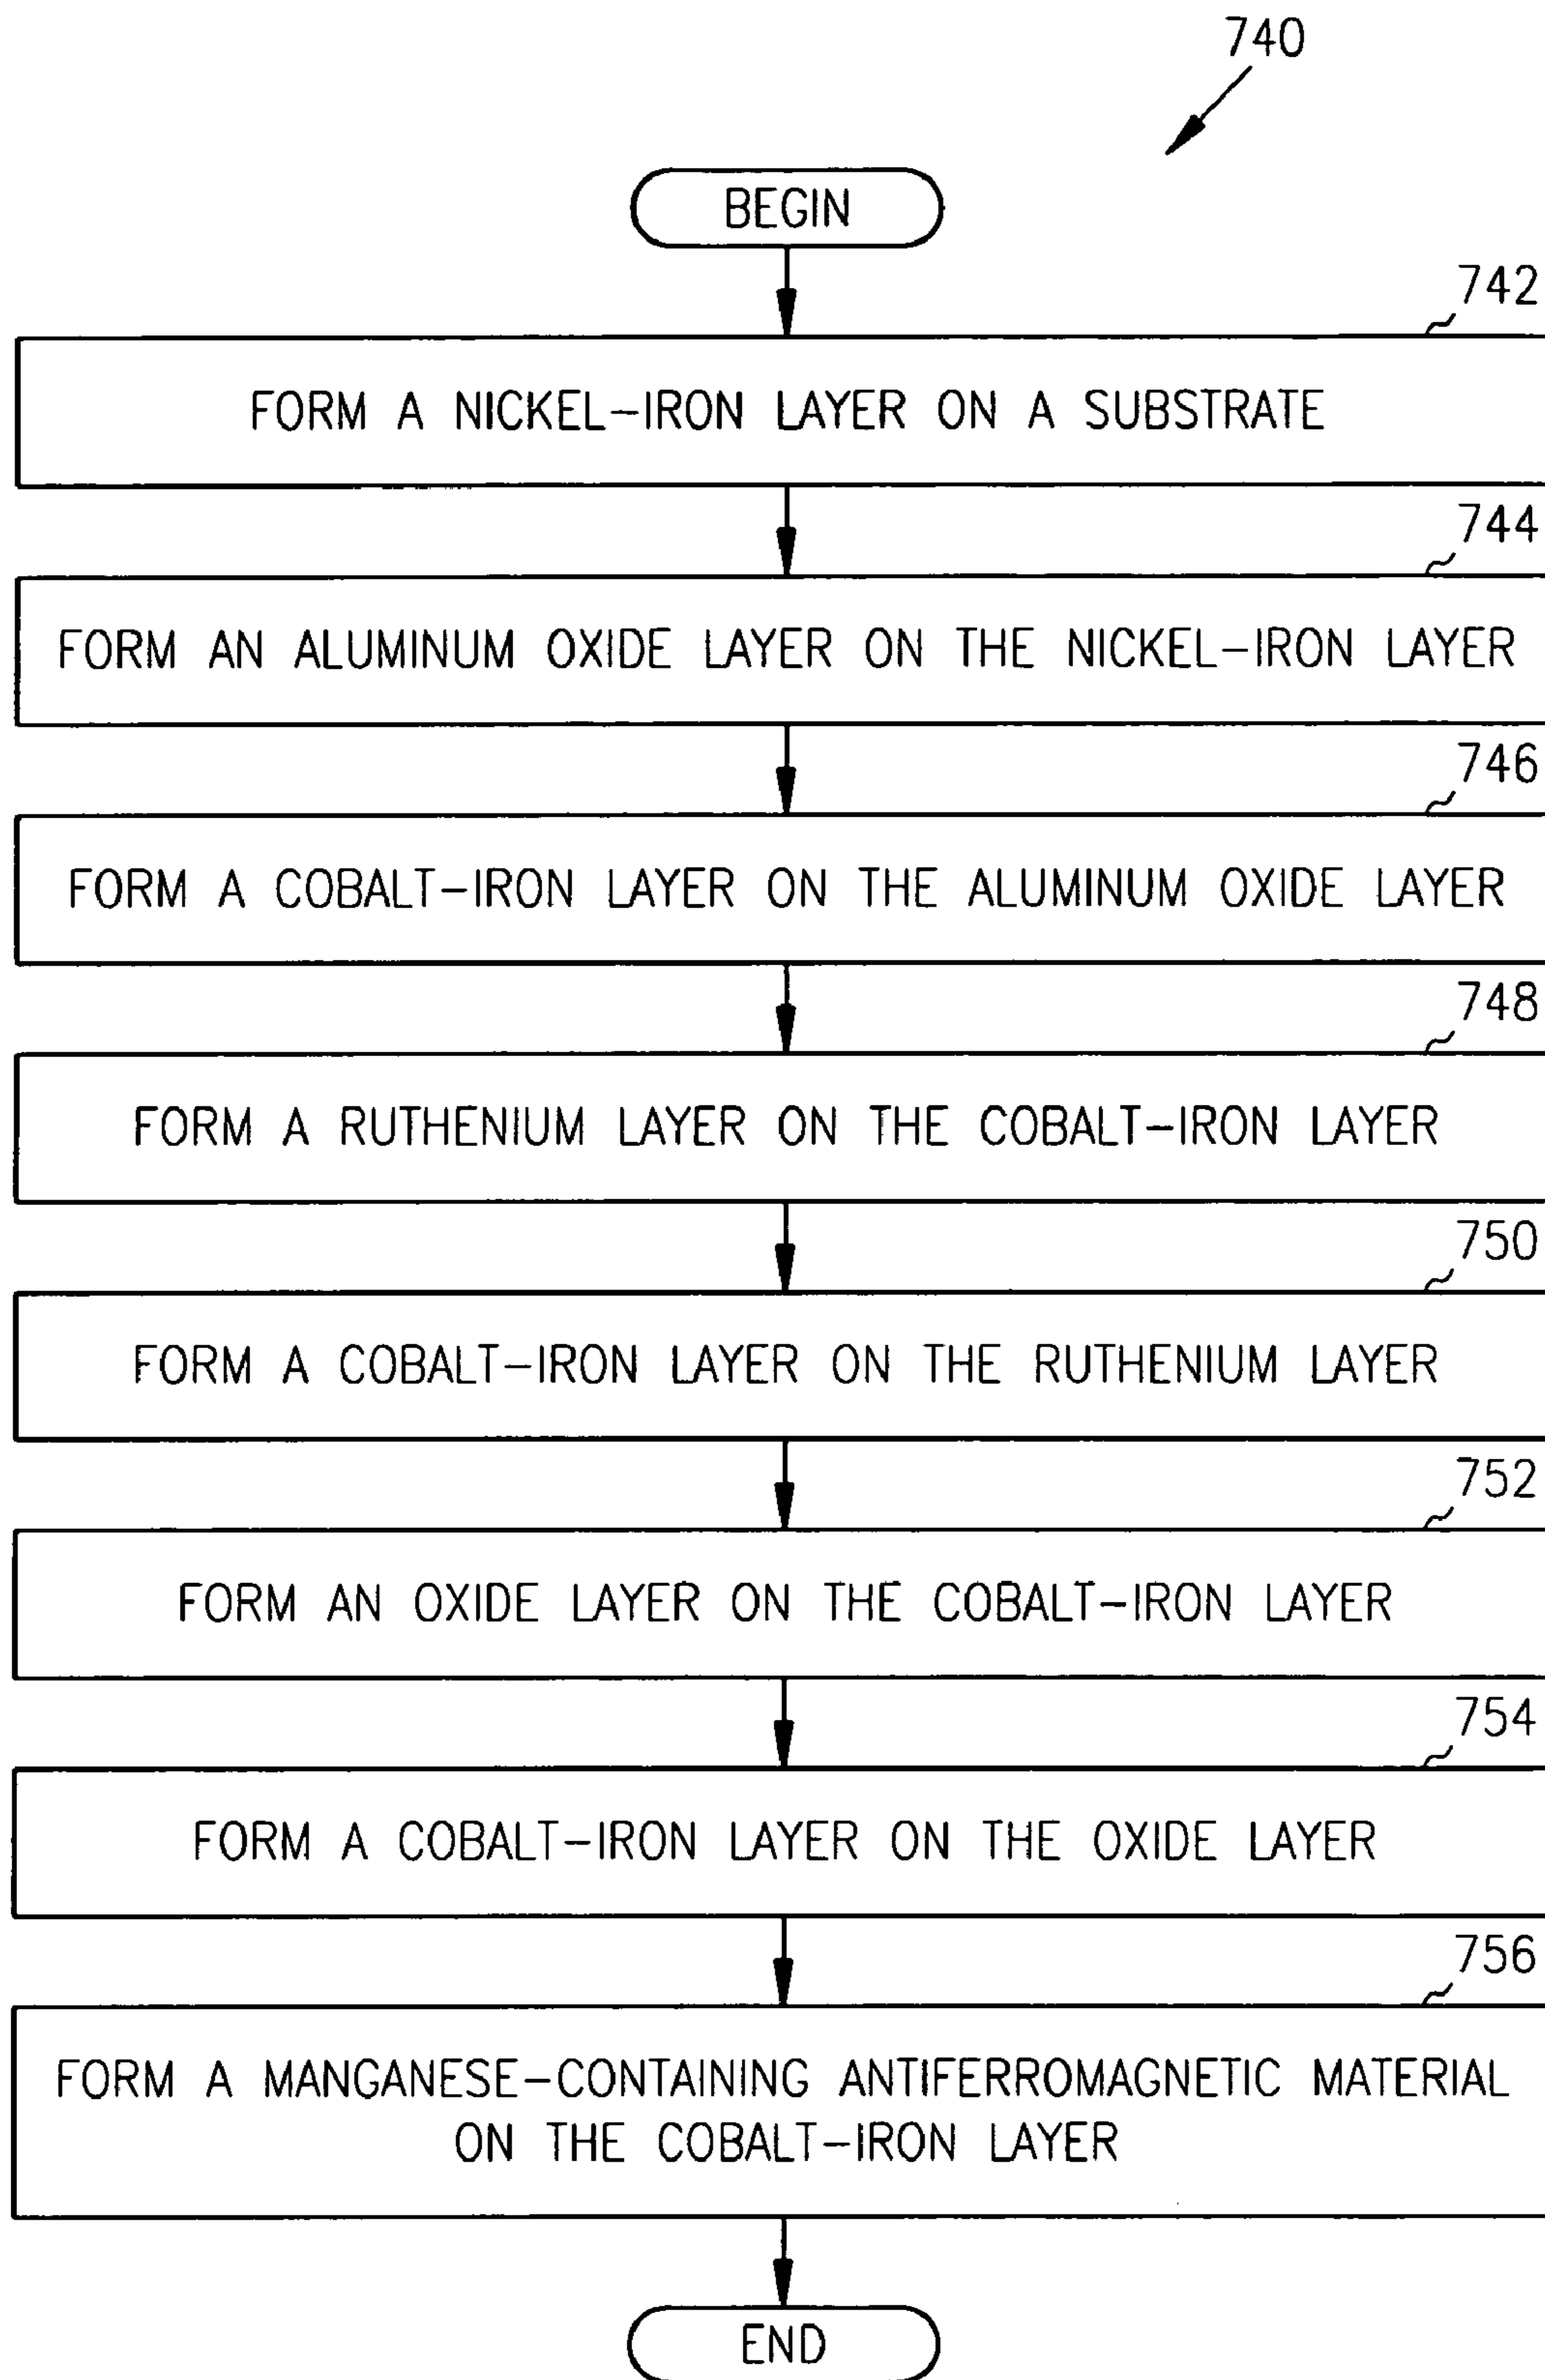 740
BEGIN
742
FORM A NICKEL-IRON LAYER ON A SUBSTRATE
744
FORM AN ALUMINUM OXIDE LAYER ON THE NICKEL-IRON LAYER
746
FORM A COBALT-IRON LAYER ON THE ALUMINUM OXIDE LAYER
748
FORM A RUTHENIUM LAYER ON THE COBALT-IRON LAYER
750
FORM A COBALT-IRON LAYER ON THE RUTHENIUM LAYER
752
FORM AN OXIDE LAYER ON THE COBALT-IRON LAYER
754
FORM A COBALT-IRON LAYER ON THE OXIDE LAYER
756
FORM A MANGANESE-CONTAINING ANTIFERROMAGNETIC MATERIAL
ON THE COBALT-IRON LAYER
END